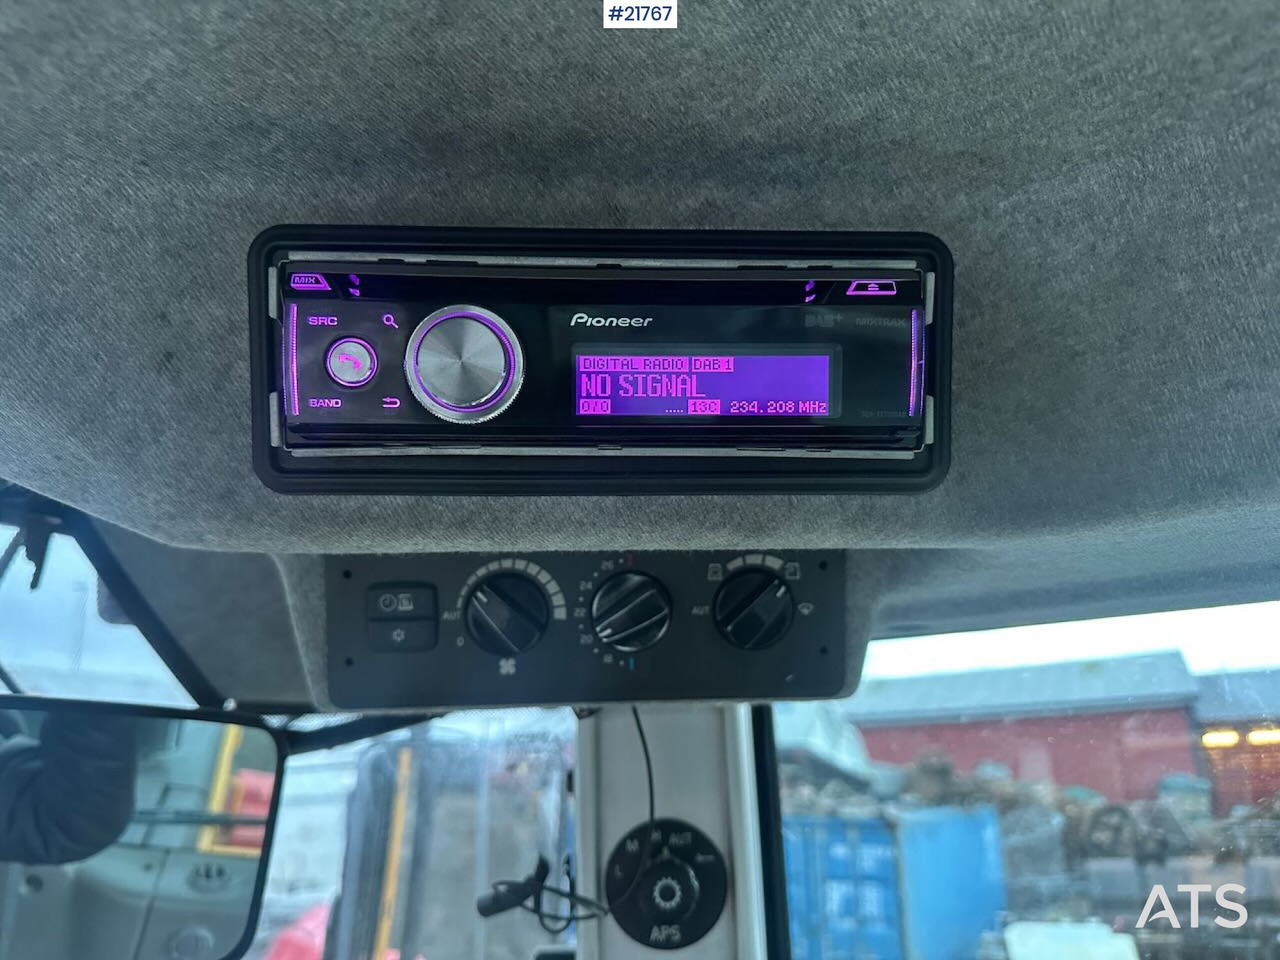 #21767
MIX
SRC
Pioneer
DAB+ MIXTRAX
DIGITAL RADIO DAB 1
NO SIGNAL
0/0 ..... 13C 234.208 MHz
BAND
26
24
22
20
18
AUT
0
AUT
L
M
H
AUT
APS
ATS